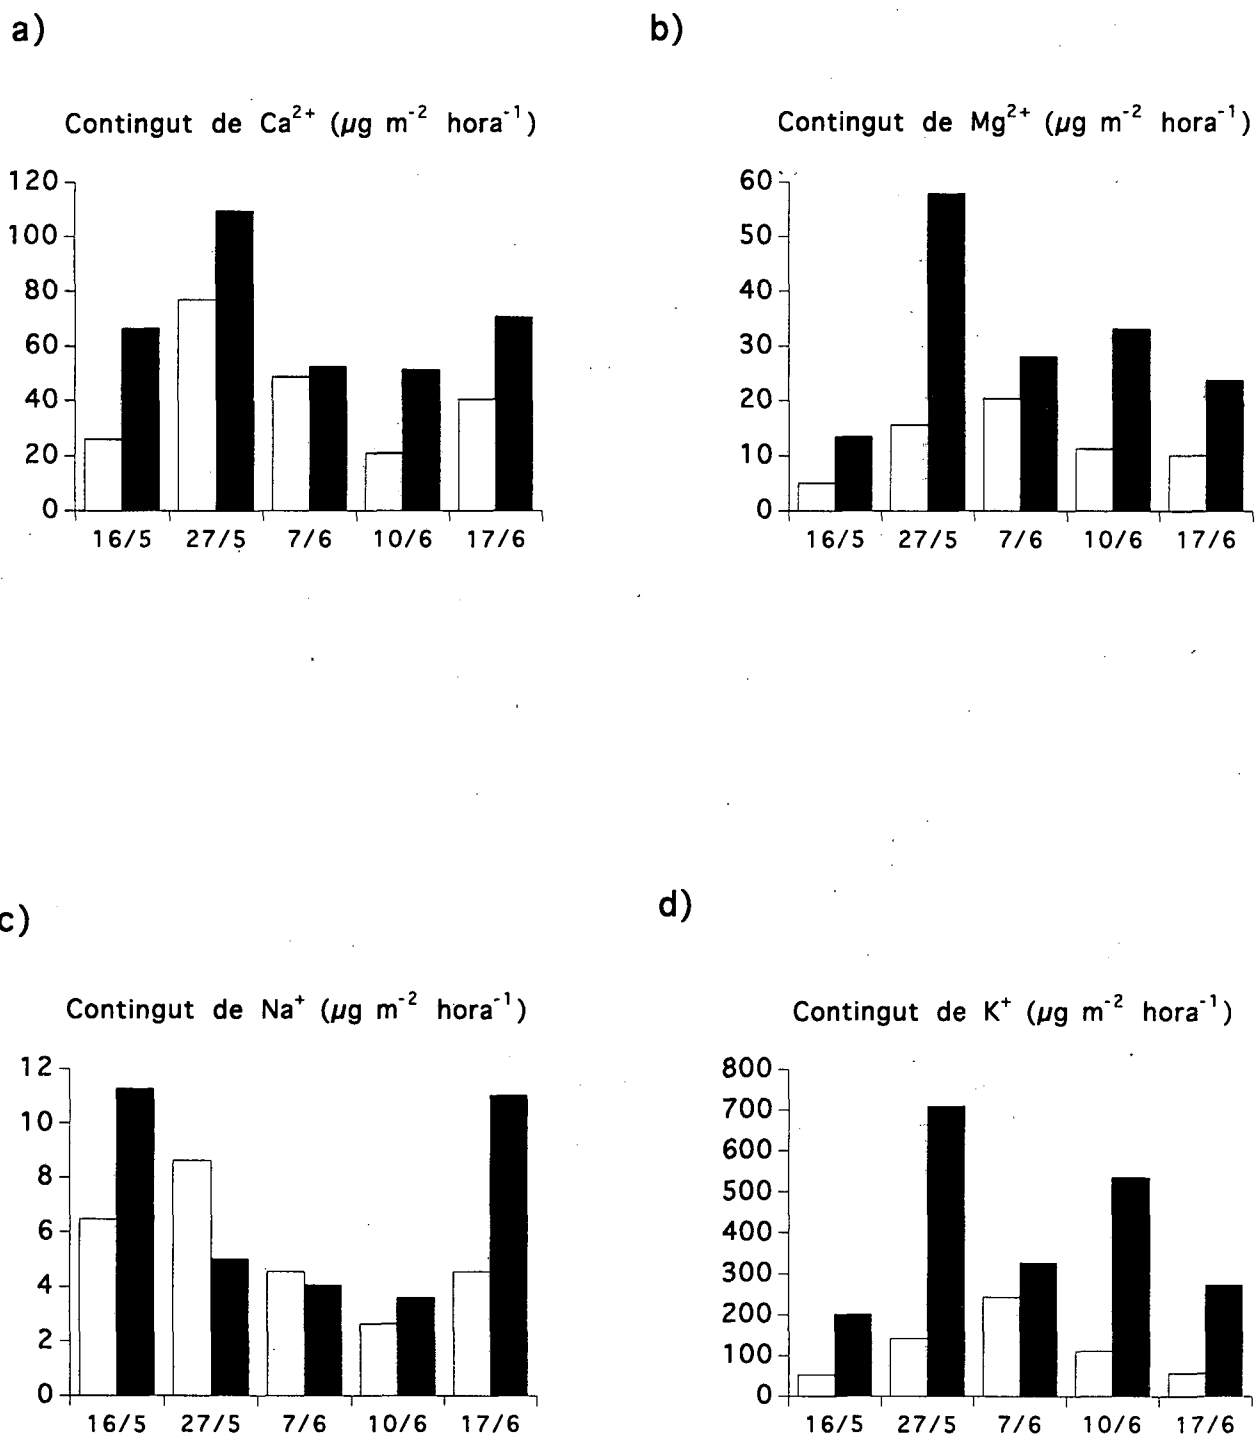 a)
Contingut de Ca²⁺ (µg m⁻² hora⁻¹)
120
100
80
60
40
20
0
16/5 27/5 7/6 10/6 17/6
b)
Contingut de Mg²⁺ (µg m⁻² hora⁻¹)
60
50
40
30
20
10
0
16/5 27/5 7/6 10/6 17/6
c)
Contingut de Na⁺ (µg m⁻² hora⁻¹)
12
10
8
6
4
2
0
16/5 27/5 7/6 10/6 17/6
d)
Contingut de K⁺ (µg m⁻² hora⁻¹)
800
700
600
500
400
300
200
100
0
16/5 27/5 7/6 10/6 17/6